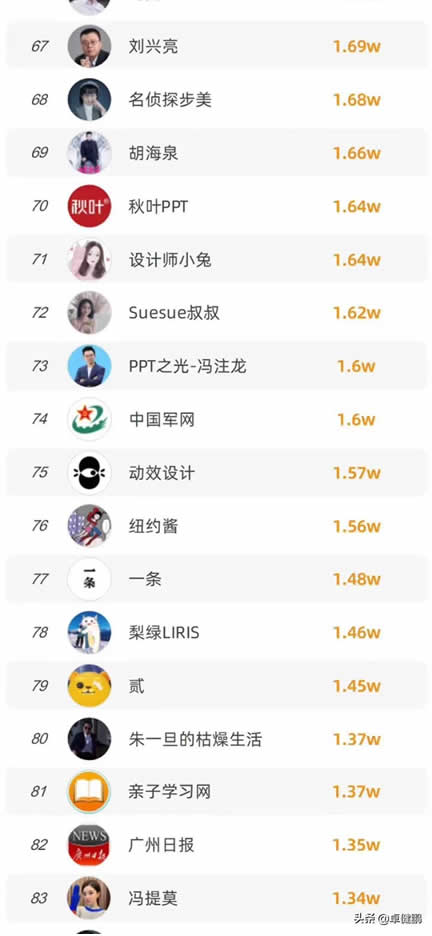 67 刘兴亮 1.69w
68 名侦探步美 1.68w
69 胡海泉 1.66w
秋叶®
70 秋叶PPT 1.64w
71 设计师小兔 1.64w
72 Suesue叔叔 1.62w
73 PPT之光-冯注龙 1.6w
74 中国军网 1.6w
75 动效设计 1.57w
76 纽约酱 1.56w
一条
77 一条 1.48w
78 梨绿LIRIS 1.46w
79 贰 1.45w
80 朱一旦的枯燥生活 1.37w
81 亲子学习网 1.37w
NEWS
广州日报
82 广州日报 1.35w
83 冯提莫 1.34w
头条 @卓健鹏